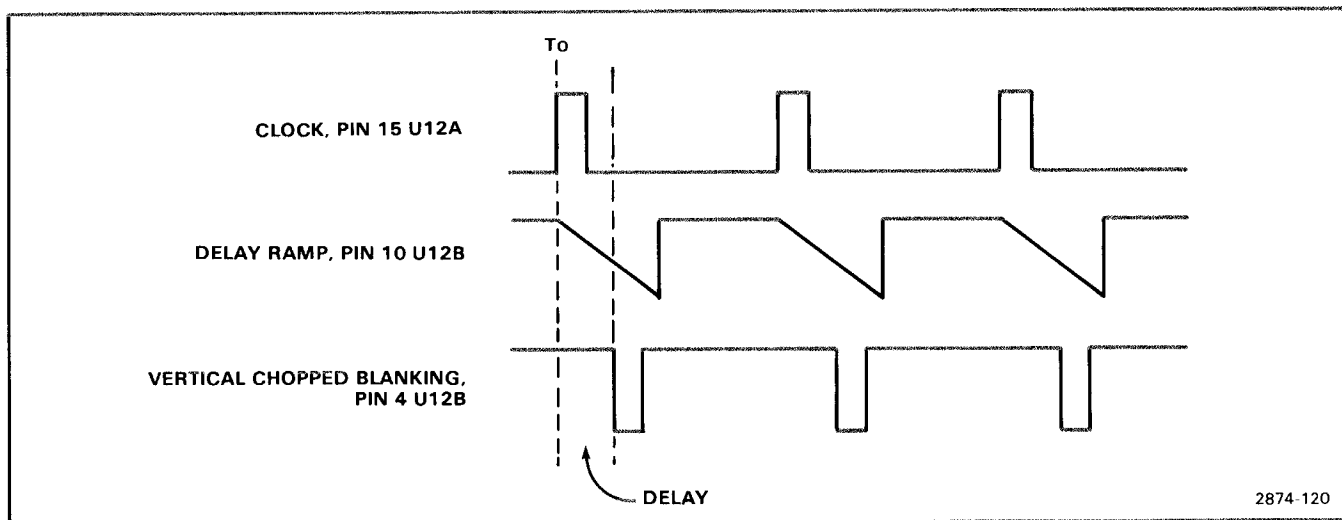 To
CLOCK, PIN 15 U12A
DELAY RAMP, PIN 10 U12B
VERTICAL CHOPPED BLANKING,
PIN 4 U12B
DELAY
2874-120